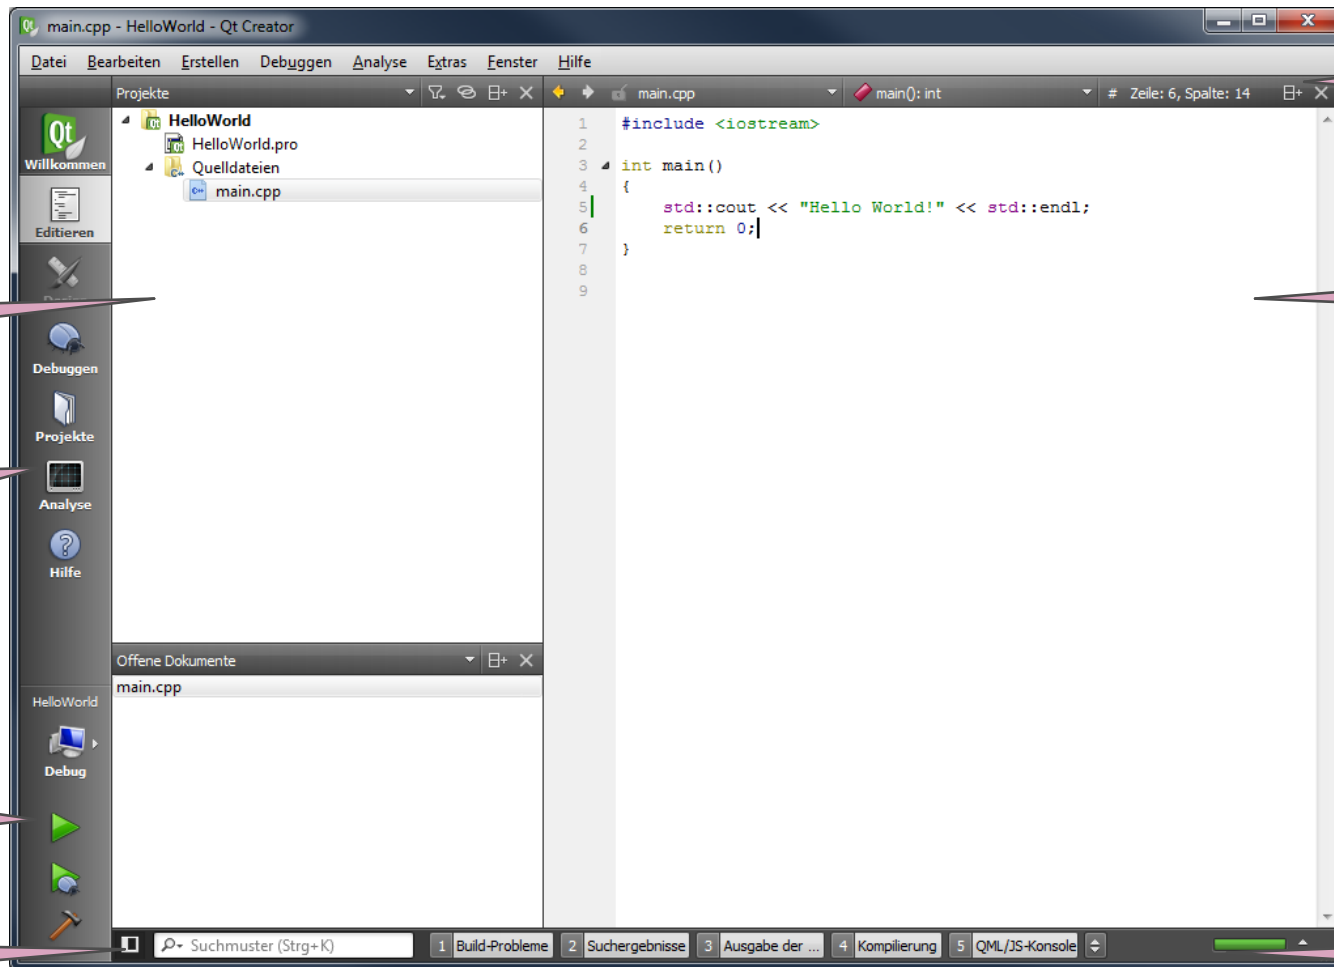 main.cpp - HelloWorld - Qt Creator
Datei Bearbeiten Erstellen Debuggen Analyse Extras Fenster Hilfe
Projekte
main.cpp
main(): int
# Zeile: 6, Spalte: 14
Qt
Willkommen
Editieren
Debuggen
Projekte
Analyse
Hilfe
HelloWorld
Debug
HelloWorld
HelloWorld.pro
Quelldateien
main.cpp
Offene Dokumente
main.cpp
1 #include <iostream>
2
3 int main()
4 {
5 std::cout << "Hello World!" << std::endl;
6 return 0;
7 }
8
9
Suchmuster (Strg+K)
1 Build-Probleme 2 Suchergebnisse 3 Ausgabe der ... 4 Kompilierung 5 QML/JS-Konsole